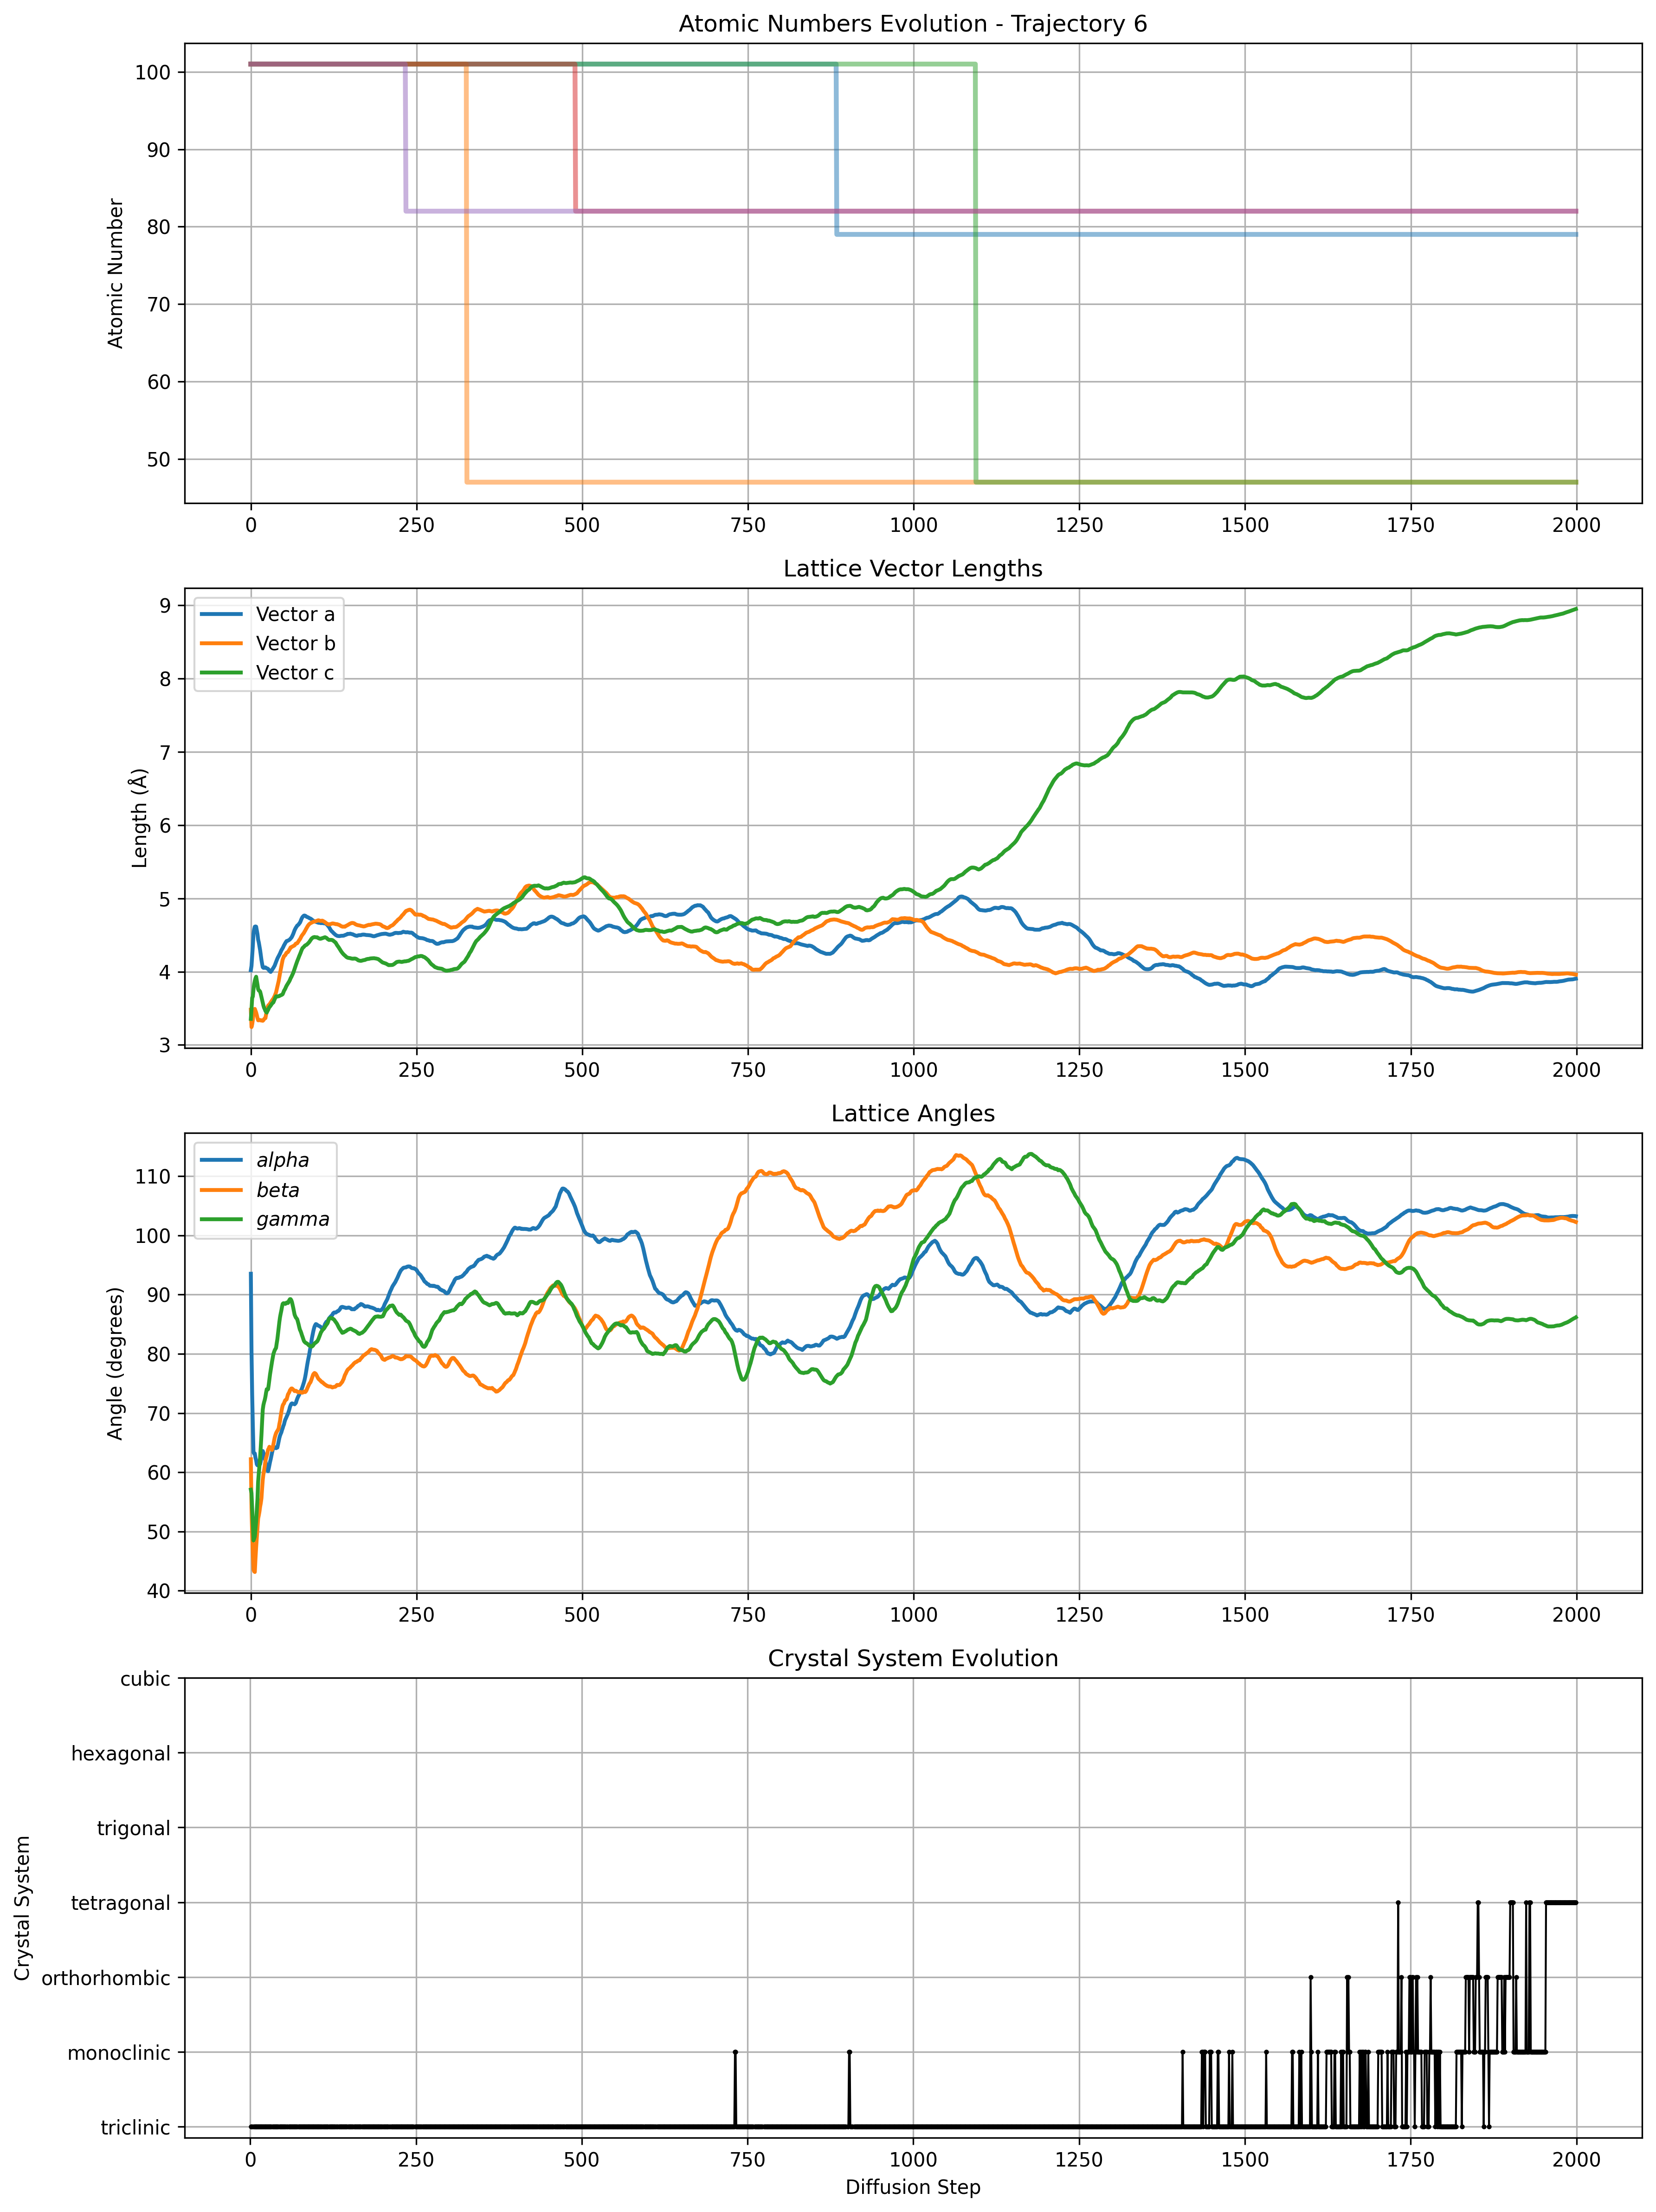 Atomic Numbers Evolution - Trajectory 6
Atomic Number
100
90
80
70
60
50
0 250 500 750 1000 1250 1500 1750 2000
Lattice Vector Lengths
Length (Å)
Vector a
Vector b
Vector c
9
8
7
6
5
4
3
0 250 500 750 1000 1250 1500 1750 2000
Lattice Angles
Angle (degrees)
alpha
beta
gamma
110
100
90
80
70
60
50
40
0 250 500 750 1000 1250 1500 1750 2000
Crystal System Evolution
Crystal System
cubic
hexagonal
trigonal
tetragonal
orthorhombic
monoclinic
triclinic
0 250 500 750 1000 1250 1500 1750 2000
Diffusion Step